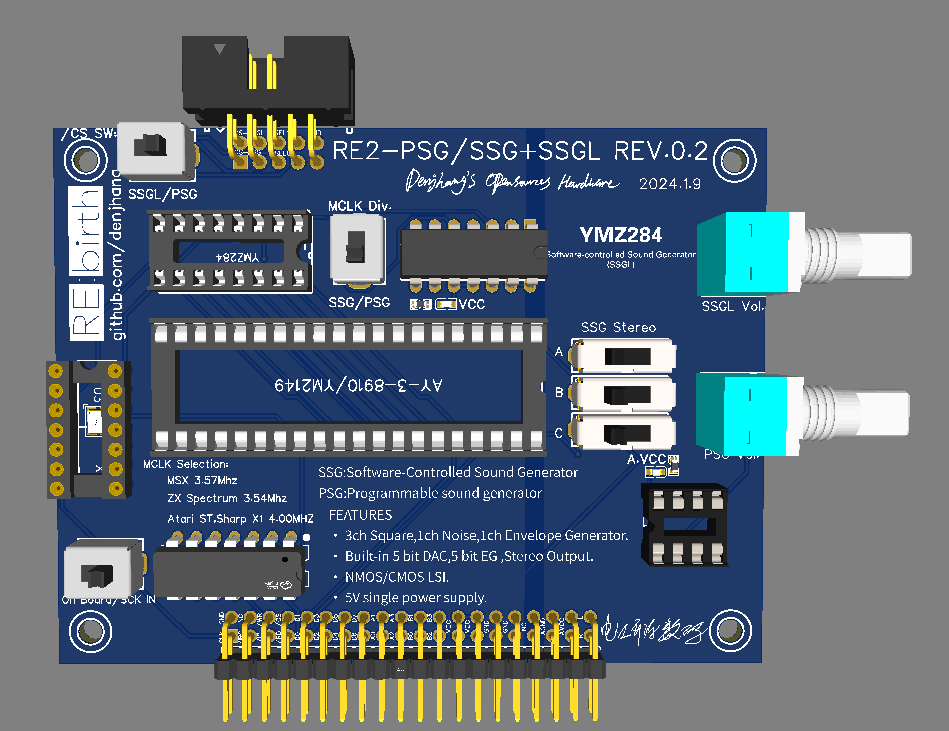 /CS SW:
RE2-PSG/SSG+SSGL REV.0.2
Denjhang's Opensources Hardware
2024.1.9
SSGL/PSG
MCLK Div.
RE:birth
github.com/denjhang
YMZ284
SSG/PSG
VCC
YMZ284
Software-controlled Sound Generator
(SSGL)
SSGL Vol.
SSG Stereo
A
B
C
AY-3-8910/YM2149
A.VCC
PSG Vol.
MCLK Selection:
MSX 3.57Mhz
ZX Spectrum 3.54Mhz
Atari ST,Sharp X1 4.00MHZ
SSG:Software-Controlled Sound Generator
PSG:Programmable sound generator
FEATURES
• 3ch Square,1ch Noise,1ch Envelope Generator.
• Built-in 5 bit DAC,5 bit EG ,Stereo Output.
• NMOS/CMOS LSI.
• 5V single power supply.
On Board/SCK IN